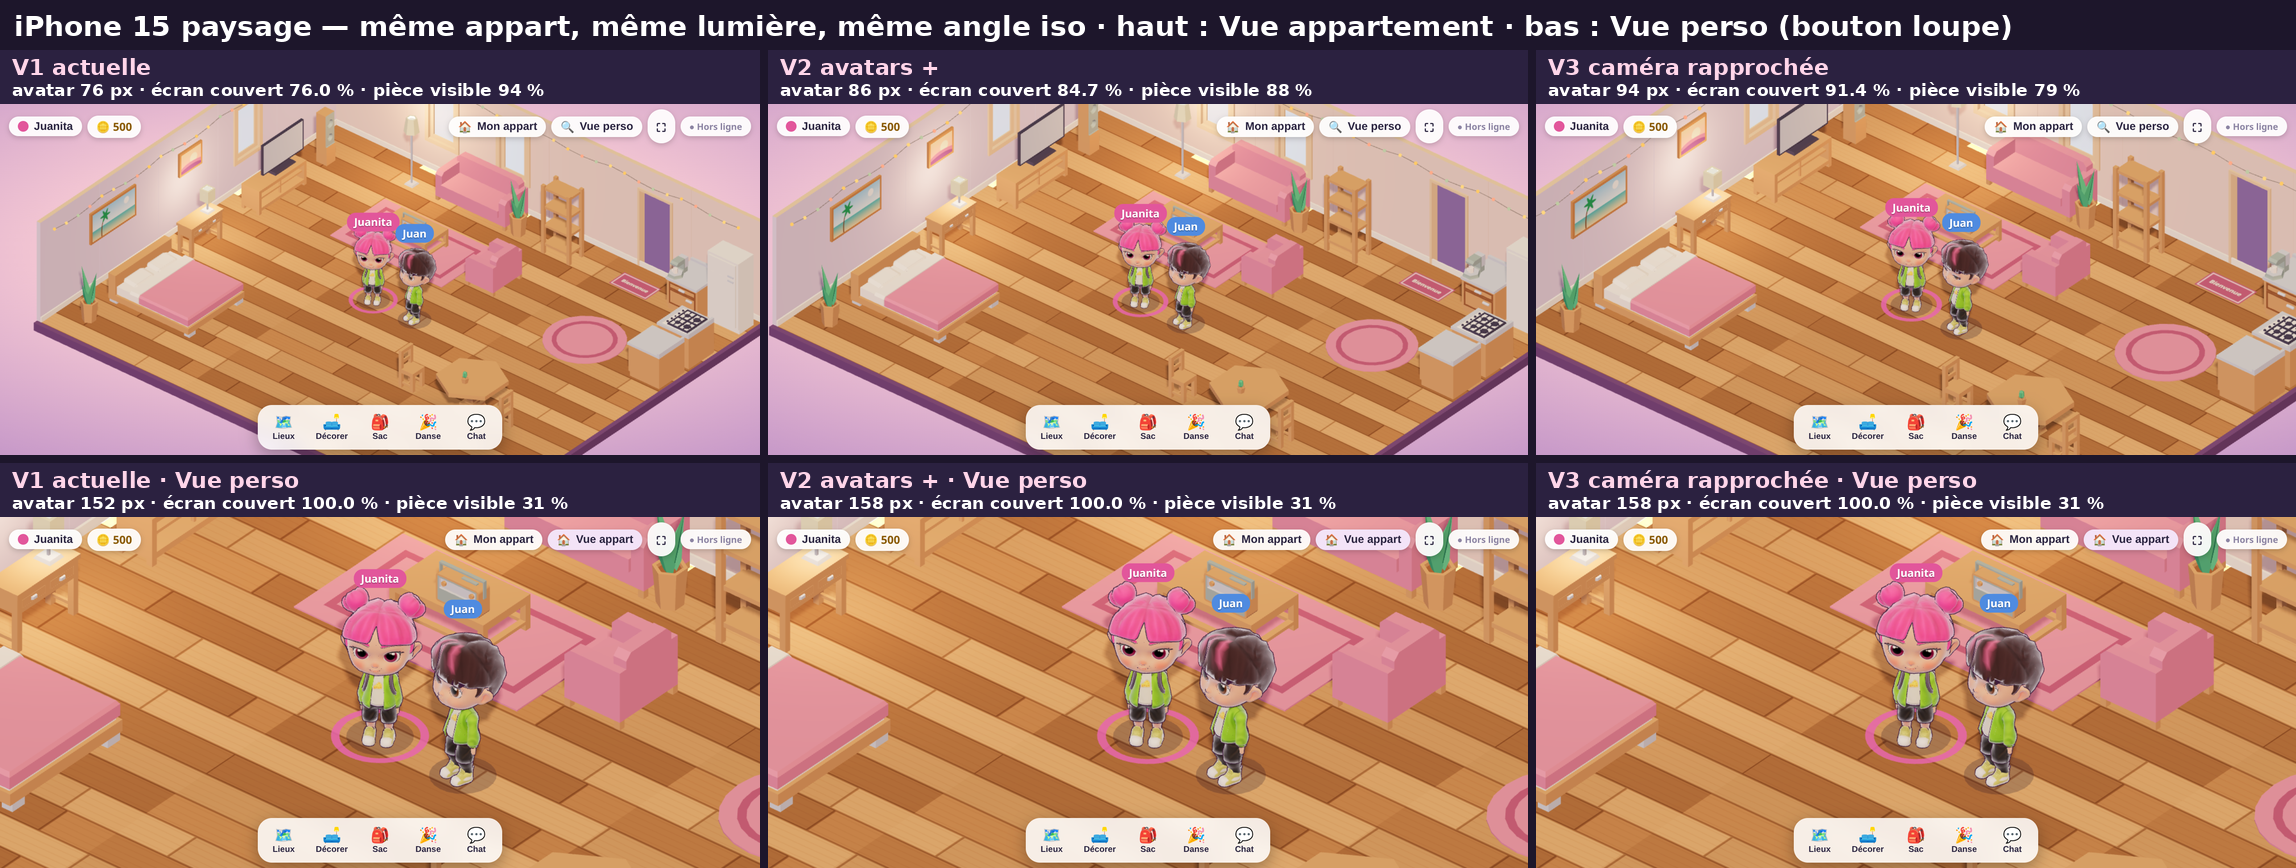 iPhone 15 paysage — même appart, même lumière, même angle iso · haut : Vue appartement · bas : Vue perso (bouton loupe)
V1 actuelle
avatar 76 px · écran couvert 76.0 % · pièce visible 94 %
Juanita
500
Mon appart
Vue perso
Hors ligne
Juanita
Juan
Bienvenue
Lieux
Décorer
Sac
Danse
Chat
V2 avatars +
avatar 86 px · écran couvert 84.7 % · pièce visible 88 %
Juanita
500
Mon appart
Vue perso
Hors ligne
Juanita
Juan
Bienvenue
Lieux
Décorer
Sac
Danse
Chat
V3 caméra rapprochée
avatar 94 px · écran couvert 91.4 % · pièce visible 79 %
Juanita
500
Mon appart
Vue perso
Hors ligne
Juanita
Juan
Bienvenue
Lieux
Décorer
Sac
Danse
Chat
V1 actuelle · Vue perso
avatar 152 px · écran couvert 100.0 % · pièce visible 31 %
Juanita
500
Mon appart
Vue appart
Hors ligne
Juanita
Juan
Lieux
Décorer
Sac
Danse
Chat
V2 avatars + · Vue perso
avatar 158 px · écran couvert 100.0 % · pièce visible 31 %
Juanita
500
Mon appart
Vue appart
Hors ligne
Juanita
Juan
Lieux
Décorer
Sac
Danse
Chat
V3 caméra rapprochée · Vue perso
avatar 158 px · écran couvert 100.0 % · pièce visible 31 %
Juanita
500
Mon appart
Vue appart
Hors ligne
Juanita
Juan
Lieux
Décorer
Sac
Danse
Chat